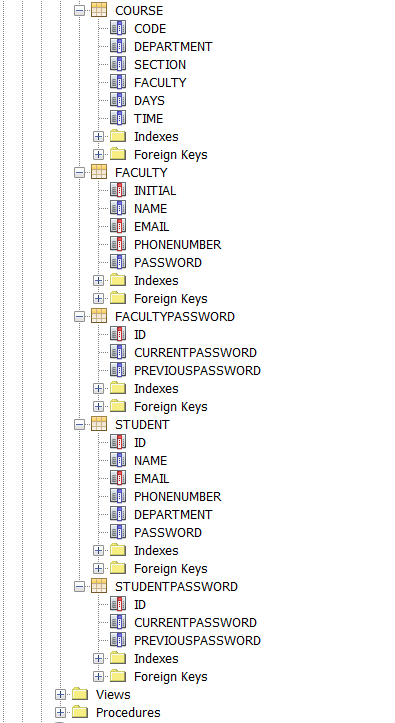 COURSE
CODE
DEPARTMENT
SECTION
FACULTY
DAYS
TIME
Indexes
Foreign Keys
FACULTY
INITIAL
NAME
EMAIL
PHONENUMBER
PASSWORD
Indexes
Foreign Keys
FACULTYPASSWORD
ID
CURRENTPASSWORD
PREVIOUSPASSWORD
Indexes
Foreign Keys
STUDENT
ID
NAME
EMAIL
PHONENUMBER
DEPARTMENT
PASSWORD
Indexes
Foreign Keys
STUDENTPASSWORD
ID
CURRENTPASSWORD
PREVIOUSPASSWORD
Indexes
Foreign Keys
Views
Procedures